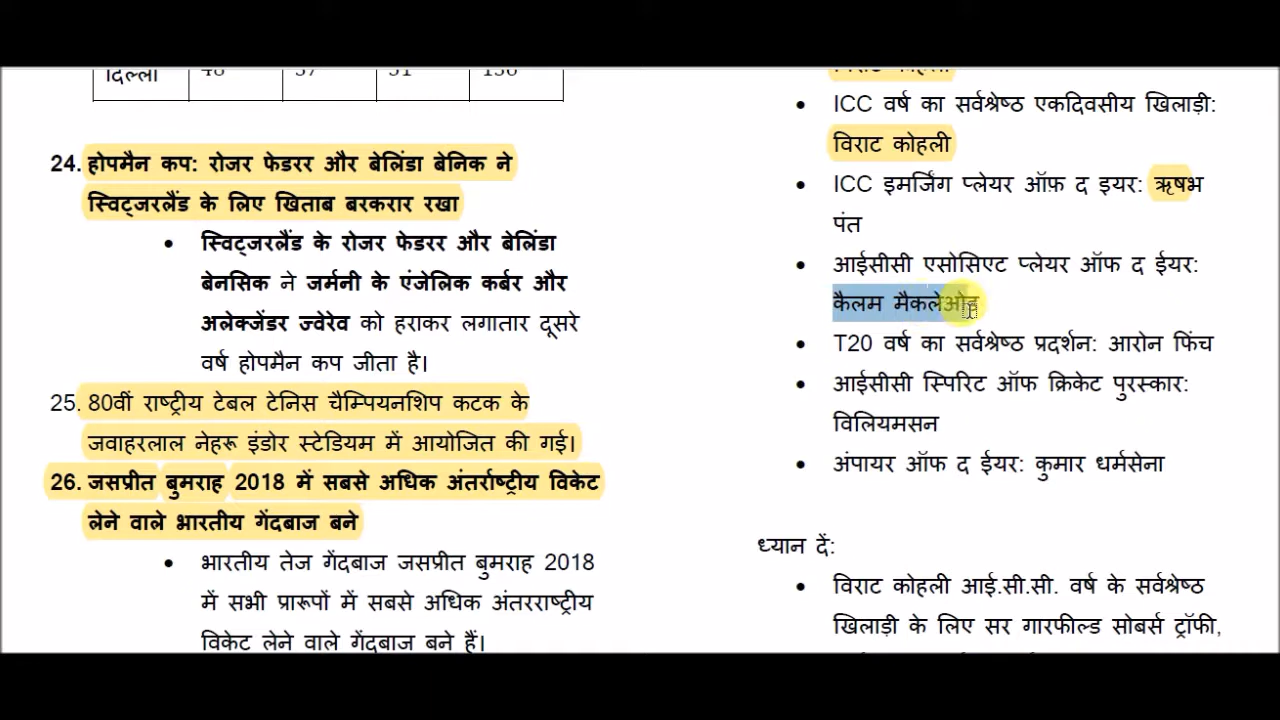 दिल्ली
24. होपमैन कप: रोजर फेडरर और बेलिंडा बेनिक ने
स्विट्जरलैंड के लिए खिताब बरकरार रखा
• स्विट्जरलैंड के रोजर फेडरर और बेलिंडा
बेनसिक ने जर्मनी के एंजेलिक कर्बर और
अलेक्जेंडर ज्वेरेव को हराकर लगातार दूसरे
वर्ष होपमैन कप जीता है।
25. 80वीं राष्ट्रीय टेबल टेनिस चैम्पियनशिप कटक के
जवाहरलाल नेहरू इंडोर स्टेडियम में आयोजित की गई।
26. जसप्रीत बुमराह 2018 में सबसे अधिक अंतर्राष्ट्रीय विकेट
लेने वाले भारतीय गेंदबाज बने
• भारतीय तेज गेंदबाज जसप्रीत बुमराह 2018
में सभी प्रारूपों में सबसे अधिक अंतरराष्ट्रीय
विकेट लेने वाले गेंदबाज बने हैं।
विराट कोहली
• ICC वर्ष का सर्वश्रेष्ठ एकदिवसीय खिलाड़ी:
विराट कोहली
• ICC इमर्जिंग प्लेयर ऑफ़ द इयर: ऋषभ
पंत
• आईसीसी एसोसिएट प्लेयर ऑफ द ईयर:
कैलम मैकलेओड
• T20 वर्ष का सर्वश्रेष्ठ प्रदर्शन: आरोन फिंच
• आईसीसी स्पिरिट ऑफ क्रिकेट पुरस्कार:
विलियमसन
• अंपायर ऑफ द ईयर: कुमार धर्मसेना
ध्यान दें:
• विराट कोहली आई.सी.सी. वर्ष के सर्वश्रेष्ठ
खिलाड़ी के लिए सर गारफील्ड सोबर्स ट्रॉफी,